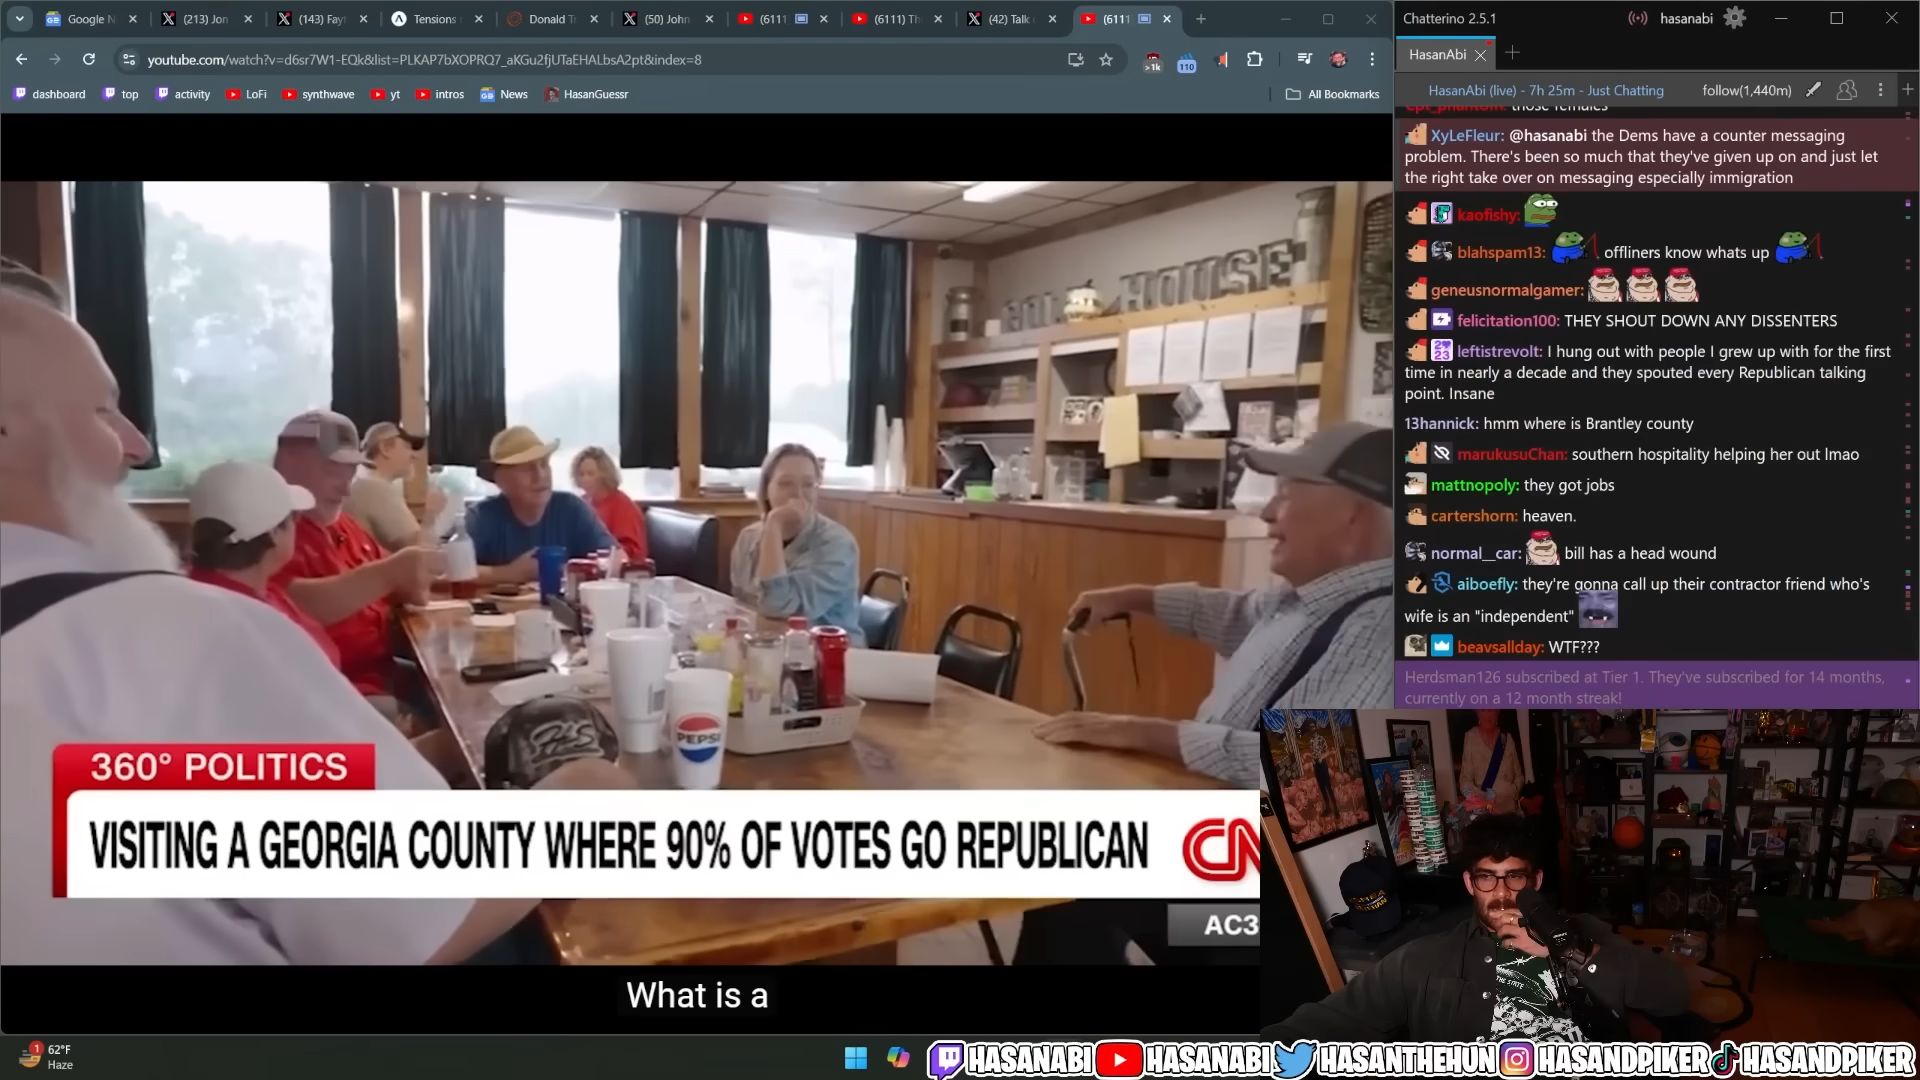 Google N
(213) Jon
(143) Fayt
Tensions
Donald T
(50) John
(6111
(6111) Th
(42) Talk
(6111
youtube.com/watch?v=d6sr7W1-EQk&list=PLKAP7bXOPRQ7_aKGu2fjUTaEHALbsA2pt&index=8
>1k
110
dashboard
top
activity
LoFi
synthwave
yt
intros
News
HasanGuessr
All Bookmarks
HOUSE
PEPSI
360° POLITICS
VISITING A GEORGIA COUNTY WHERE 90% OF VOTES GO REPUBLICAN
CN
AC3
What is a
1
62°F
Haze
Chatterino 2.5.1
hasanabi
HasanAbi
HasanAbi (live) - 7h 25m - Just Chatting
follow(1,440m)
Cpt_phantom: those females
XyLeFleur: @hasanabi the Dems have a counter messaging
problem. There's been so much that they've given up on and just let
the right take over on messaging especially immigration
kaofishy:
blahspam13: offliners know whats up
geneusnormalgamer:
felicitation100: THEY SHOUT DOWN ANY DISSENTERS
leftistrevolt: I hung out with people I grew up with for the first
time in nearly a decade and they spouted every Republican talking
point. Insane
13hannick: hmm where is Brantley county
marukusuChan: southern hospitality helping her out lmao
mattnopoly: they got jobs
cartershorn: heaven.
normal__car: bill has a head wound
aiboefly: they're gonna call up their contractor friend who's
wife is an "independent"
beavsallday: WTF???
Herdsman126 subscribed at Tier 1. They've subscribed for 14 months,
currently on a 12 month streak!
THE STATE
HASANABI
HASANABI
HASANTHEHUN
HASANDPIKER
HASANDPIKER